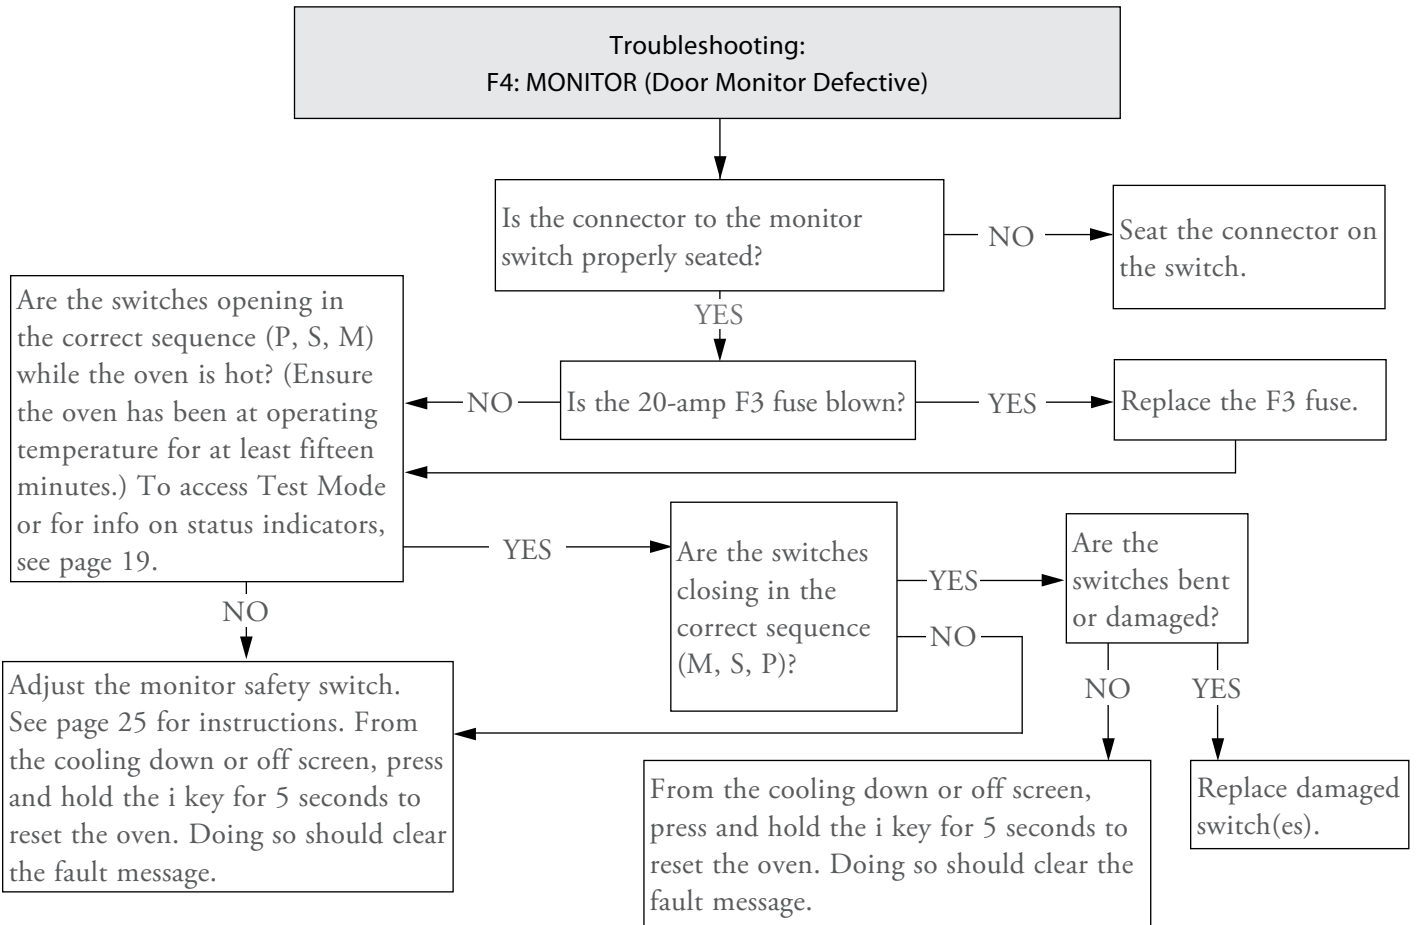 Troubleshooting:
F4: MONITOR (Door Monitor Defective)
Is the connector to the monitor
switch properly seated?
NO
Seat the connector on
the switch.
YES
Is the 20-amp F3 fuse blown?
YES
Replace the F3 fuse.
NO
Are the switches opening in
the correct sequence (P, S, M)
while the oven is hot? (Ensure
the oven has been at operating
temperature for at least fifteen
minutes.) To access Test Mode
or for info on status indicators,
see page 19.
YES
Are the switches
closing in the
correct sequence
(M, S, P)?
YES
NO
Are the
switches bent
or damaged?
NO
YES
NO
Adjust the monitor safety switch.
See page 25 for instructions. From
the cooling down or off screen, press
and hold the i key for 5 seconds to
reset the oven. Doing so should clear
the fault message.
From the cooling down or off screen,
press and hold the i key for 5 seconds to
reset the oven. Doing so should clear the
fault message.
Replace damaged
switch(es).